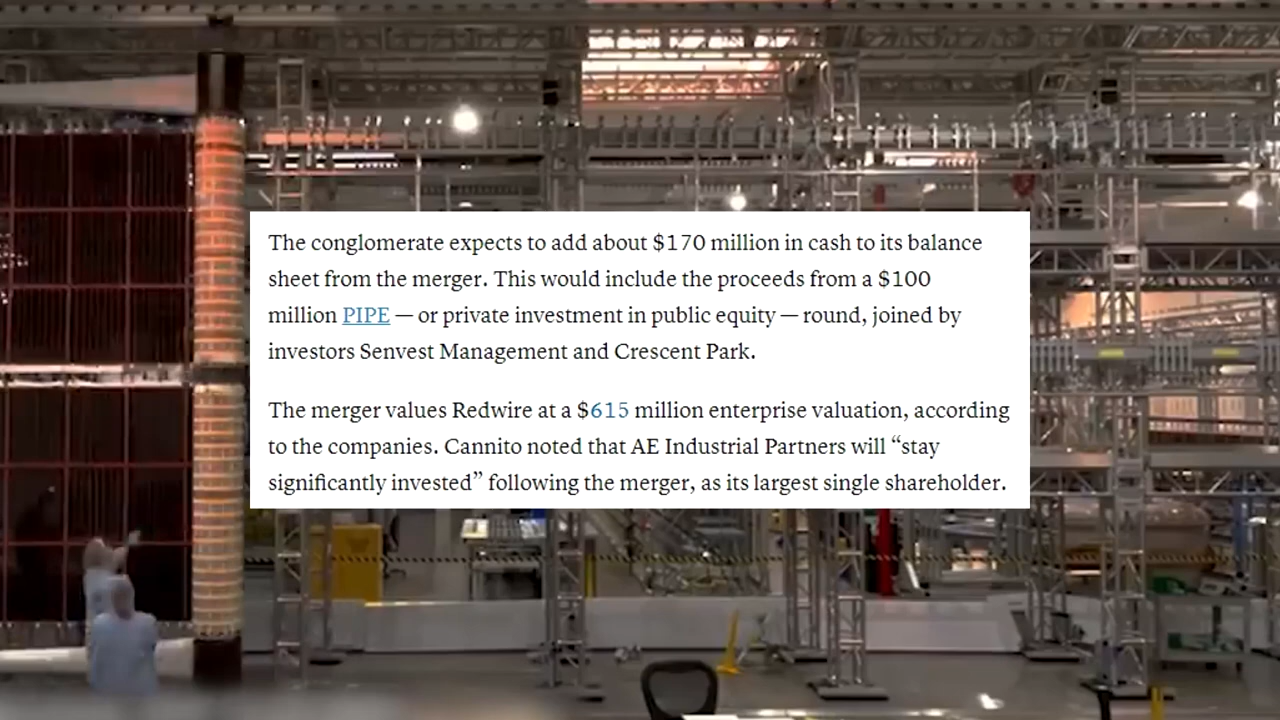 The conglomerate expects to add about $170 million in cash to its balance
sheet from the merger. This would include the proceeds from a $100
million PIPE — or private investment in public equity — round, joined by
investors Senvest Management and Crescent Park.
The merger values Redwire at a $615 million enterprise valuation, according
to the companies. Cannito noted that AE Industrial Partners will “stay
significantly invested” following the merger, as its largest single shareholder.